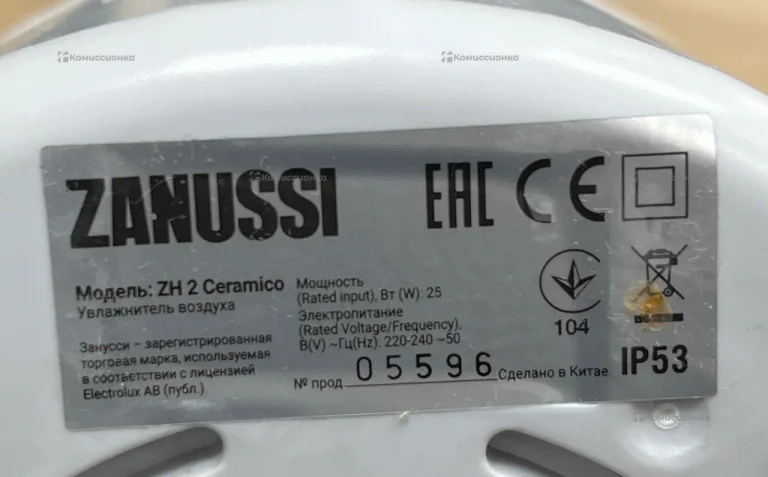 Комиссионка
Комиссионка
ZANUSSI
Комиссионка
EAC CE
Модель: ZH 2 Ceramico
Увлажнитель воздуха
Занусси – зарегистрированная
торговая марка, используемая
в соответствии с лицензией
Electrolux AB (публ.)
Мощность
(Rated input), Вт (W): 25
Электропитание
(Rated Voltage/Frequency),
В(V) ~Гц(Hz): 220-240 ~50
№ прод. 05596 Сделано в Китае
104
IP53
Комиссионка